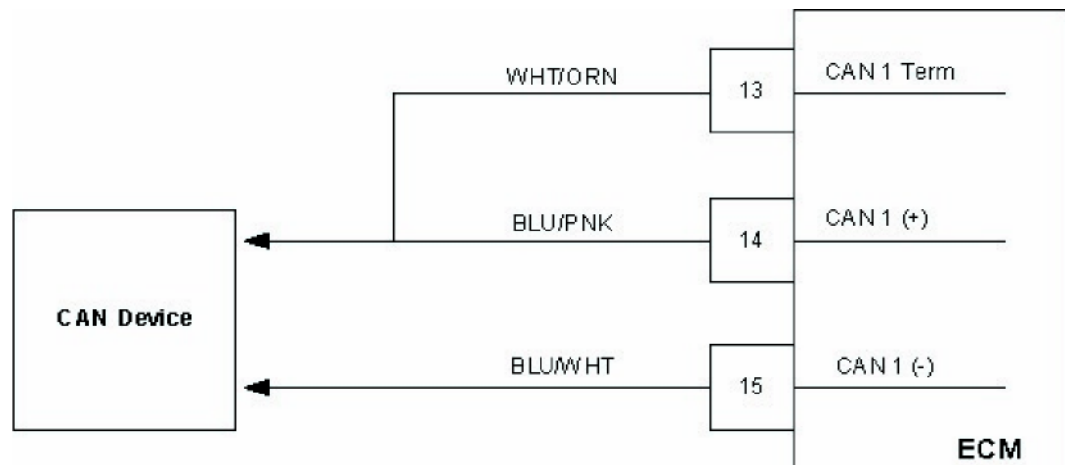 WHT/ORN
13
CAN 1 Term
BLU/PNK
14
CAN 1 (+)
CAN Device
BLU/WHT
15
CAN 1 (-)
ECM